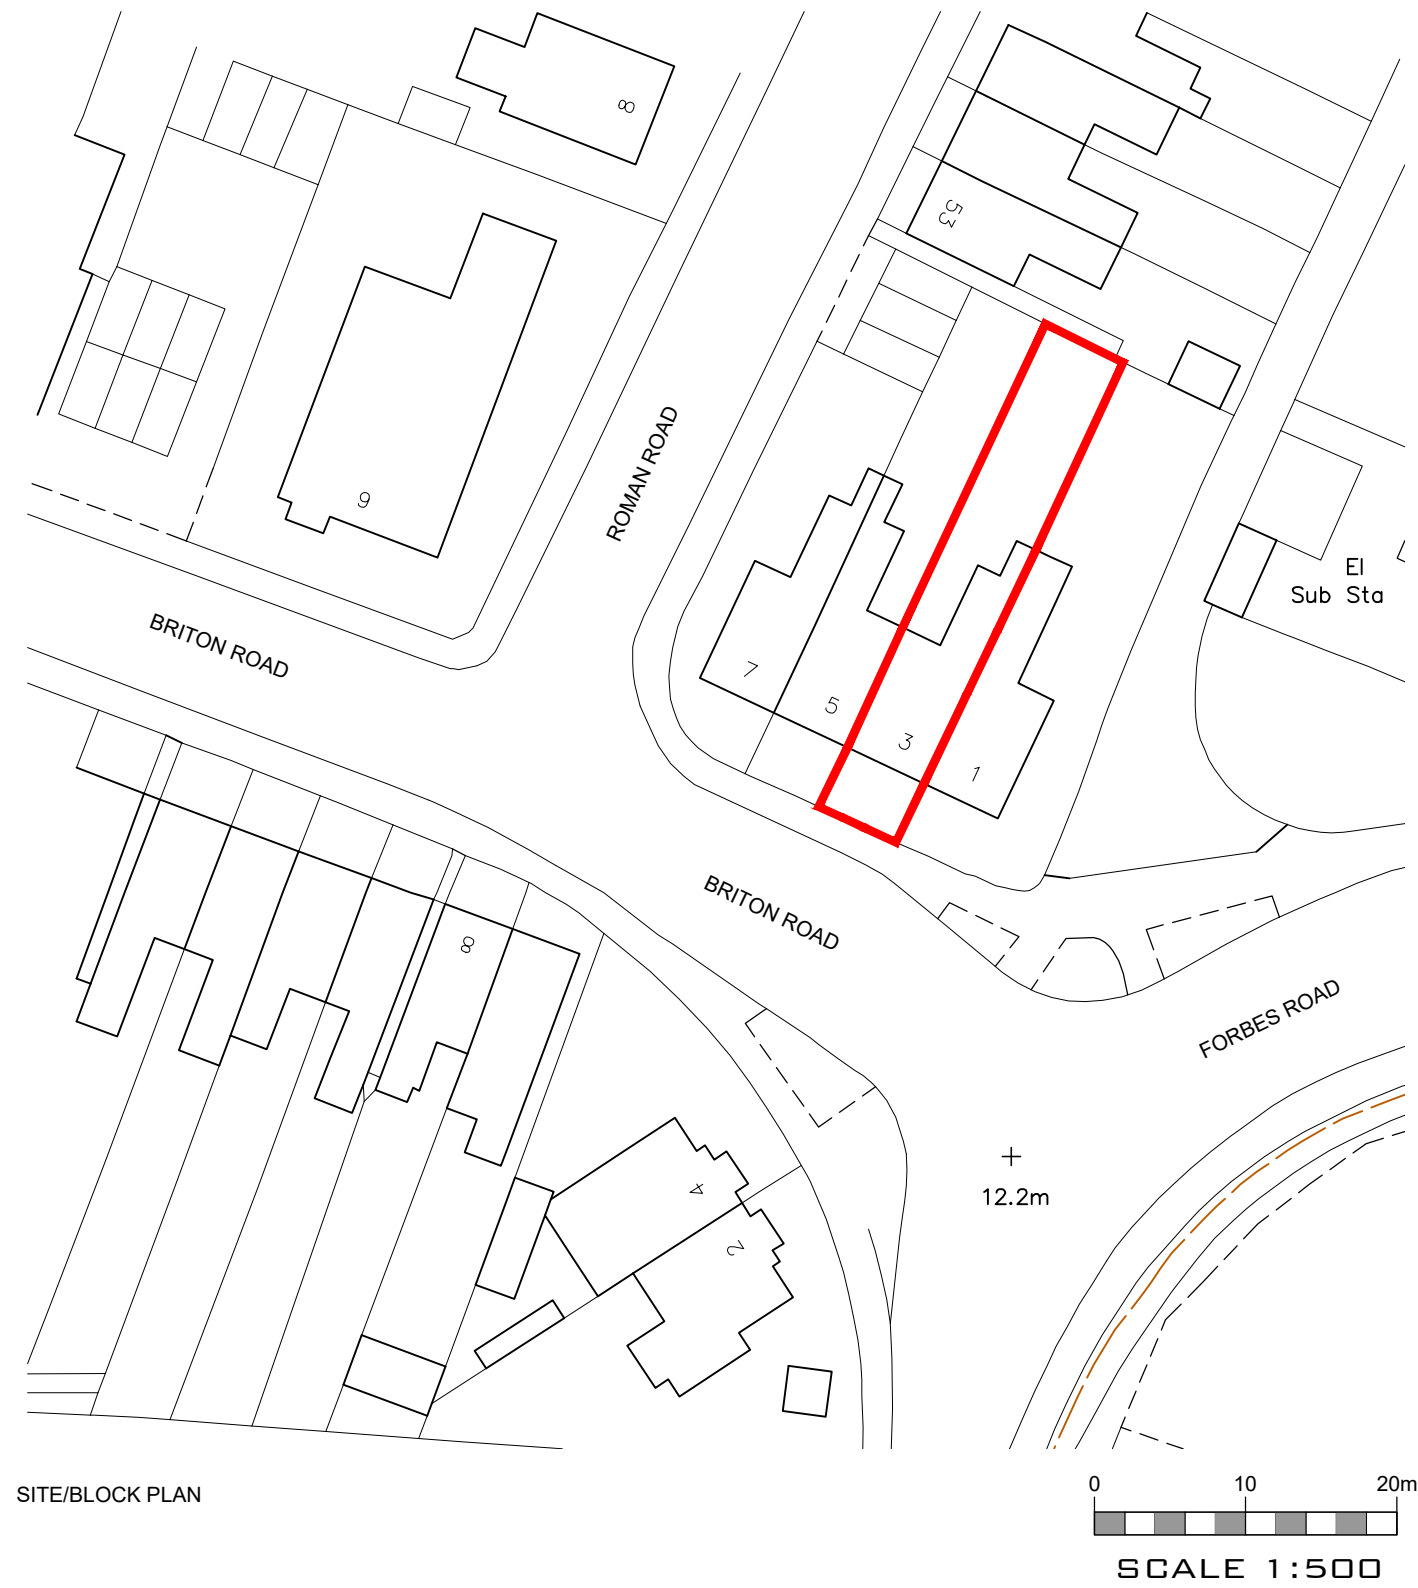 8
53
ROMAN ROAD
9
El
Sub Sta
BRITON ROAD
7
5
3
1
BRITON ROAD
8
FORBES ROAD
4
2
12.2m
SITE/BLOCK PLAN
0 10 20m
SCALE 1:500